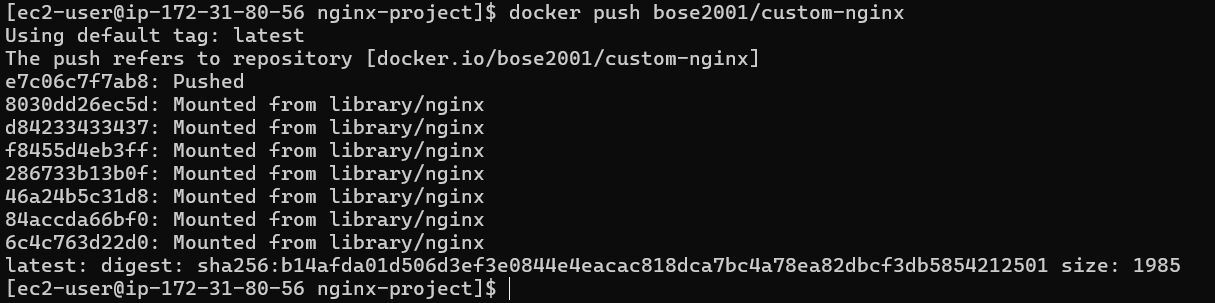 [ec2-user@ip-172-31-80-56 nginx-project]$ docker push bose2001/custom-nginx
Using default tag: latest
The push refers to repository [docker.io/bose2001/custom-nginx]
e7c06c7f7ab8: Pushed
8030dd26ec5d: Mounted from library/nginx
d84233433437: Mounted from library/nginx
f8455d4eb3ff: Mounted from library/nginx
286733b13b0f: Mounted from library/nginx
46a24b5c31d8: Mounted from library/nginx
84accda66bf0: Mounted from library/nginx
6c4c763d22d0: Mounted from library/nginx
latest: digest: sha256:b14afda01d506d3ef3e0844e4eacac818dca7bc4a78ea82dbcf3db5854212501 size: 1985
[ec2-user@ip-172-31-80-56 nginx-project]$